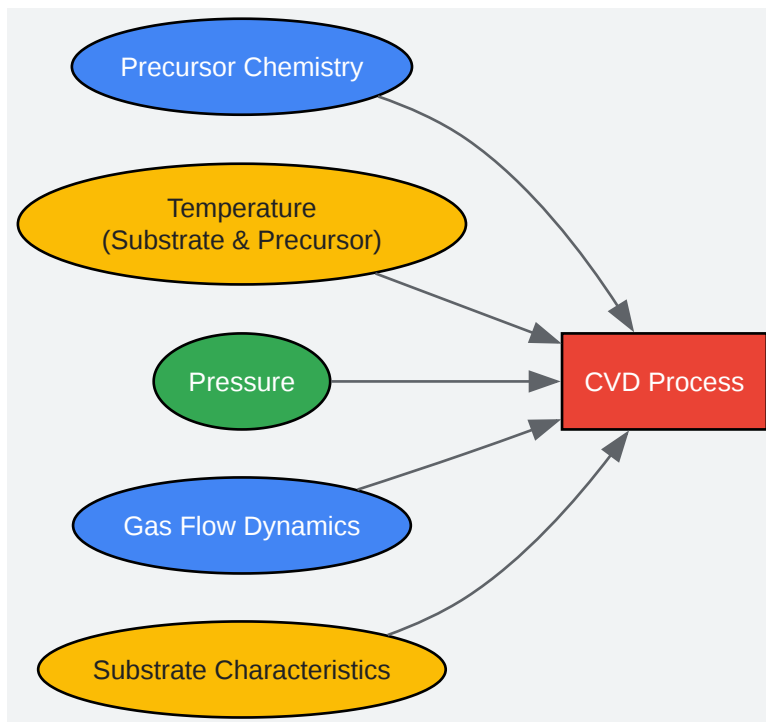 Precursor Chemistry
Temperature
(Substrate & Precursor)
Pressure
CVD Process
Gas Flow Dynamics
Substrate Characteristics